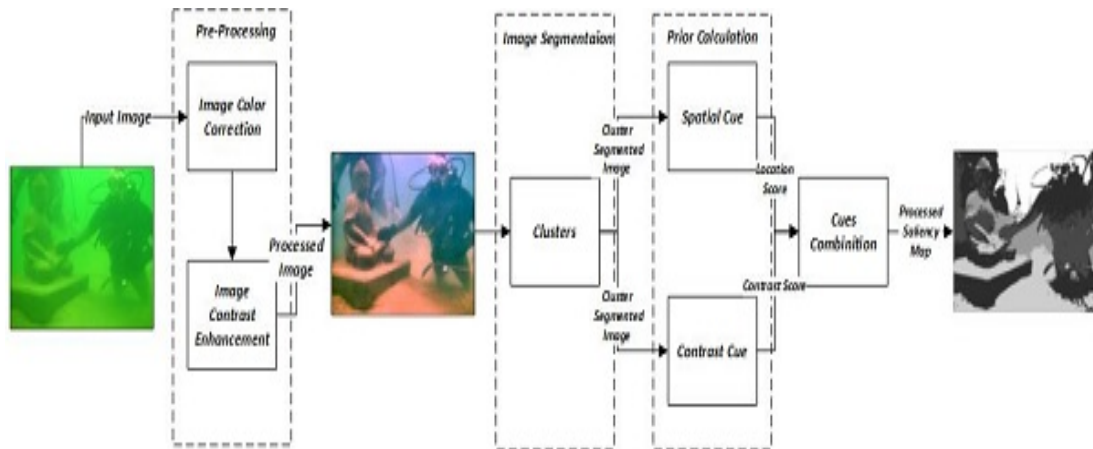 Pre-Processing
Input Image
Image Color
Correction
Image
Contrast
Enhancement
Processed
Image
Image Segmentaion
Clusters
Cluster
Segmented
Image
Cluster
Segmented
Image
Prior Calculation
Spatial Cue
Contrast Cue
Location
Score
Contrast Score
Cues
Combinition
Processed
Saliency
Map